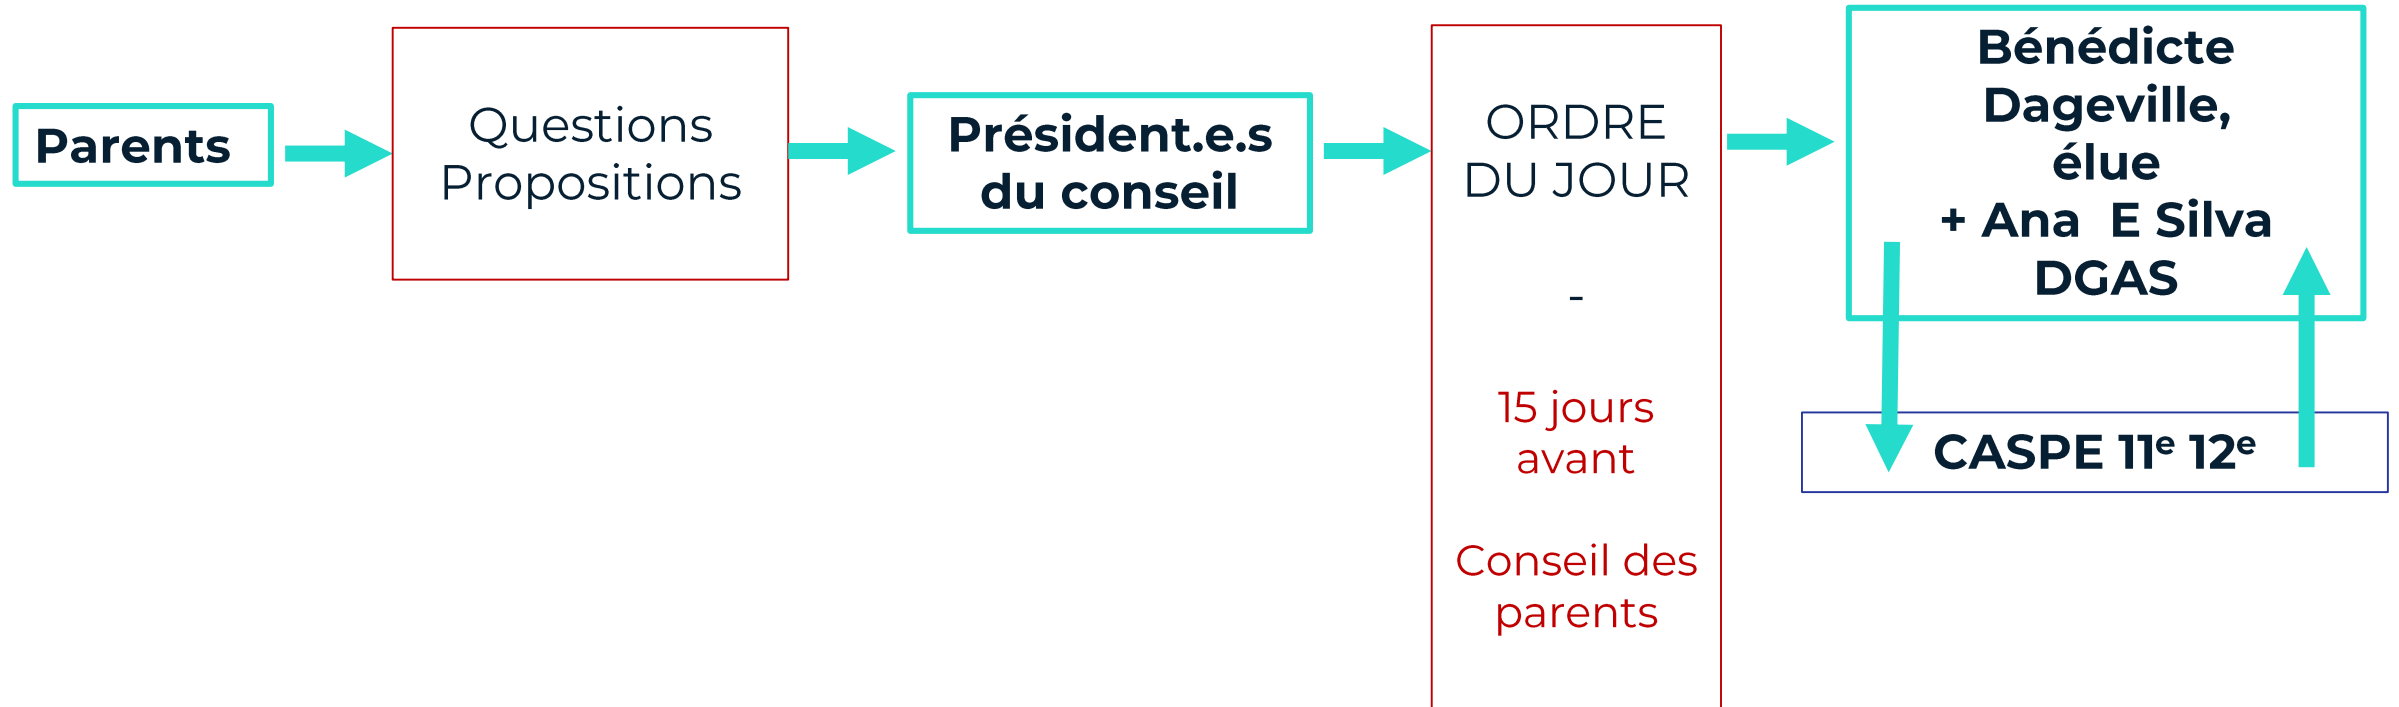 Parents
Questions
Propositions
Président.e.s
du conseil
ORDRE
DU JOUR
-
15 jours
avant
Conseil des
parents
Bénédicte
Dageville,
élue
+ Ana  E Silva
DGAS
CASPE 11ᵉ 12ᵉ